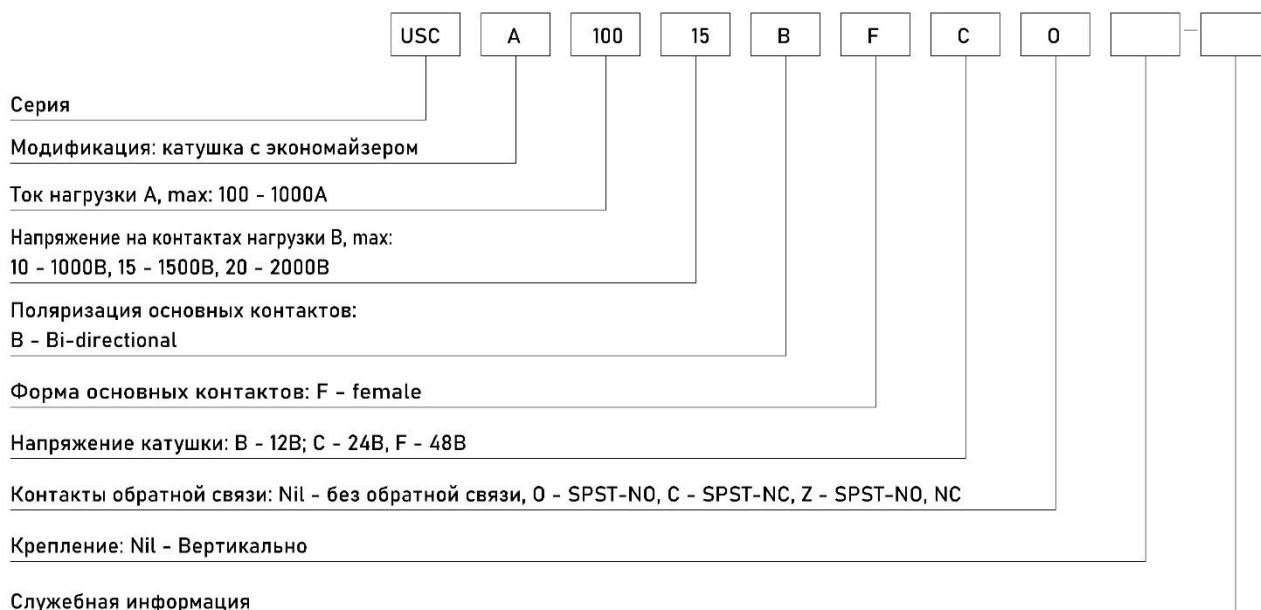 USC A 100 15 B F C O –
Серия
Модификация: катушка с экономайзером
Ток нагрузки А, max: 100 - 1000А
Напряжение на контактах нагрузки В, max:
10 - 1000В, 15 - 1500В, 20 - 2000В
Поляризация основных контактов:
B - Bi-directional
Форма основных контактов: F - female
Напряжение катушки: B - 12В; C - 24В, F - 48В
Контакты обратной связи: Nil - без обратной связи, O - SPST-NO, C - SPST-NC, Z - SPST-NO, NC
Крепление: Nil - Вертикально
Служебная информация